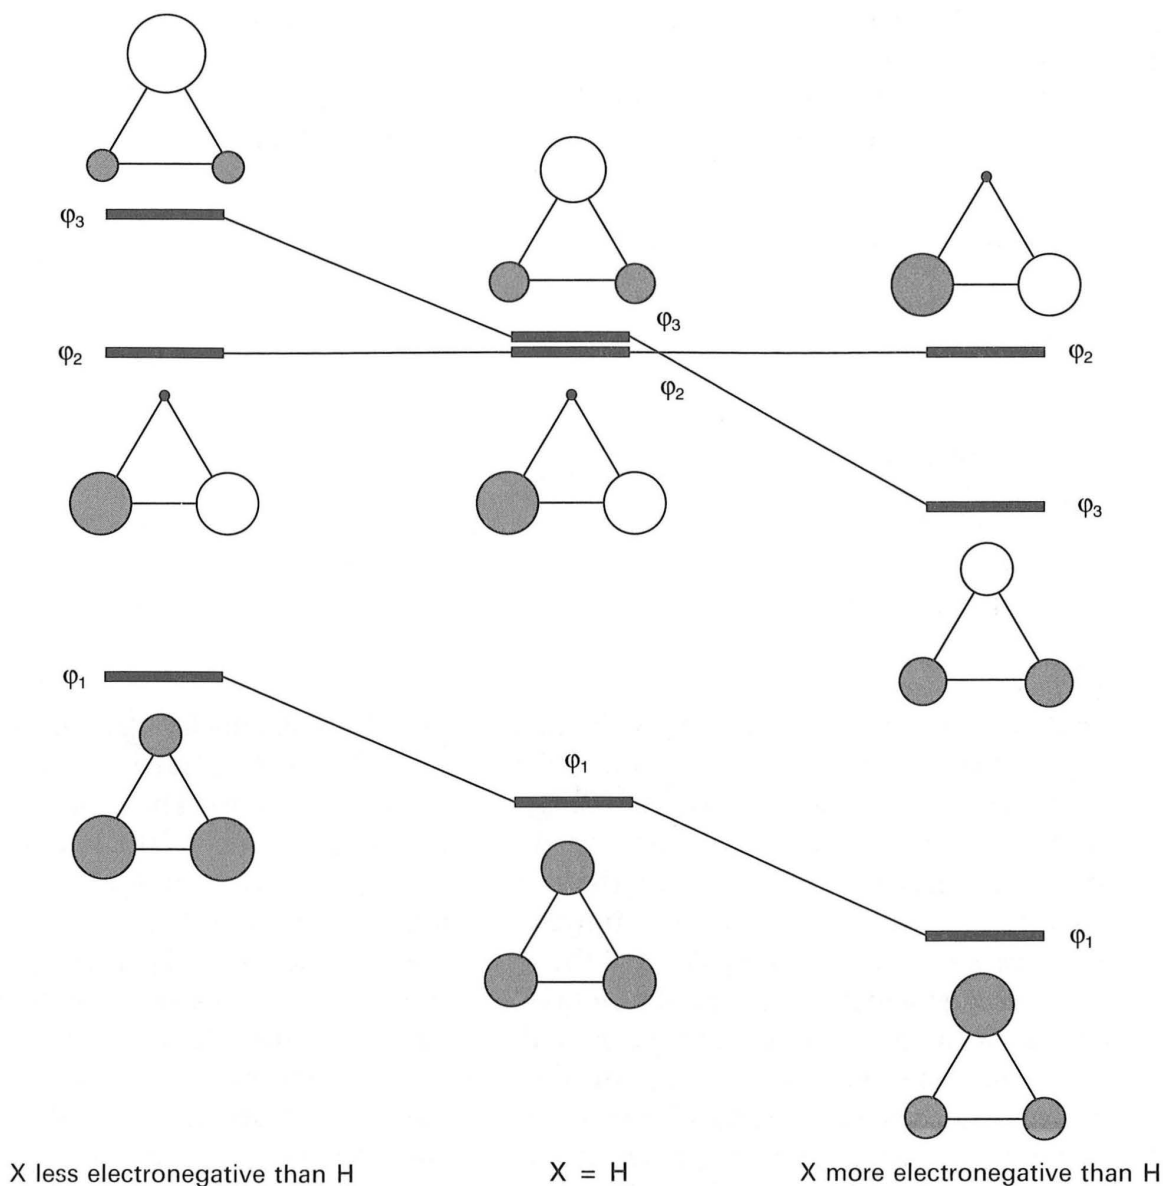 φ₃
φ₃
φ₂
φ₂
φ₂
φ₃
φ₁
φ₁
φ₁
X less electronegative than H
X = H
X more electronegative than H